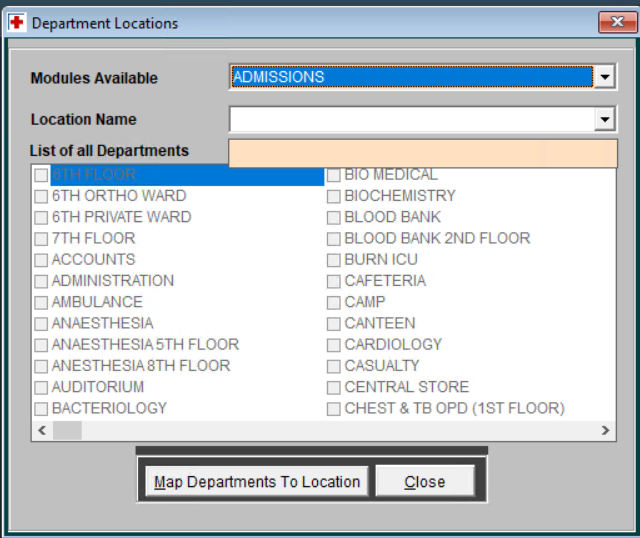 Department Locations
Modules Available
ADMISSIONS
Location Name
List of all Departments
6TH FLOOR
BIO MEDICAL
6TH ORTHO WARD
BIOCHEMISTRY
6TH PRIVATE WARD
BLOOD BANK
7TH FLOOR
BLOOD BANK 2ND FLOOR
ACCOUNTS
BURN ICU
ADMINISTRATION
CAFETERIA
AMBULANCE
CAMP
ANAESTHESIA
CANTEEN
ANAESTHESIA 5TH FLOOR
CARDIOLOGY
ANESTHESIA 8TH FLOOR
CASUALTY
AUDITORIUM
CENTRAL STORE
BACTERIOLOGY
CHEST & TB OPD (1ST FLOOR)
Map Departments To Location
Close